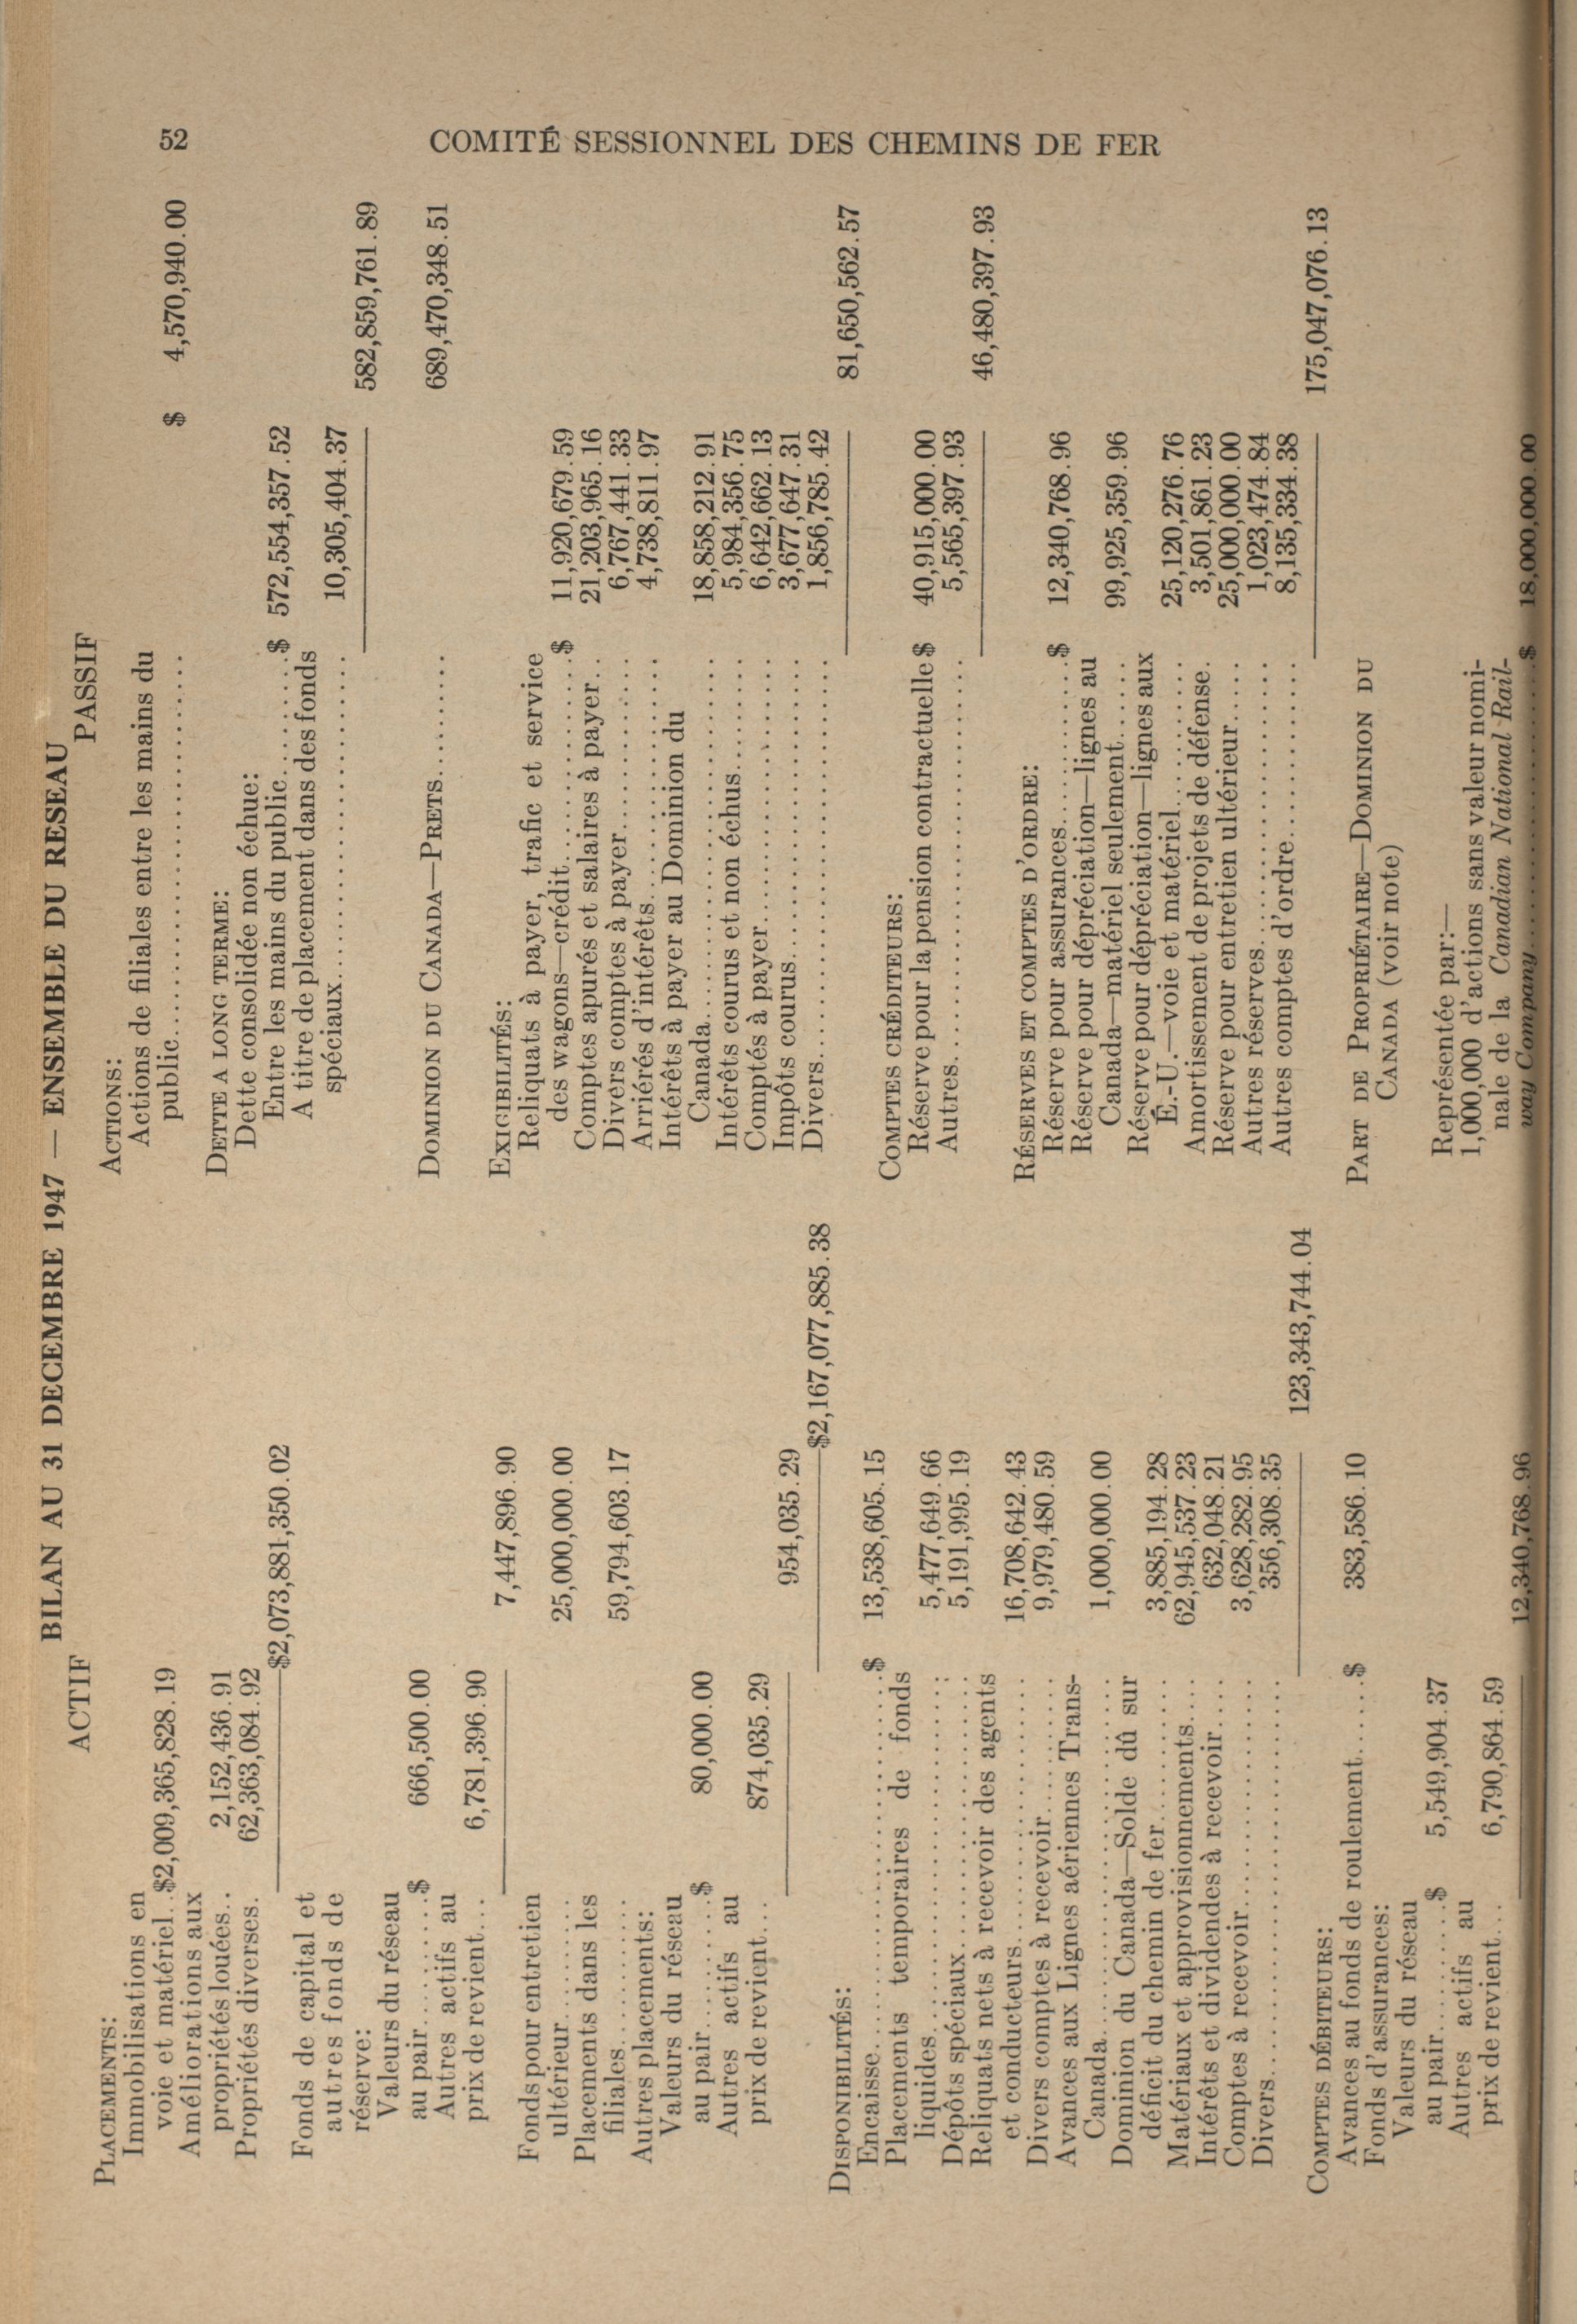 52 COMITÉ SESSIONNEL DES CHEMINS DE FER
BILAN AU 31 DECEMBRE 1947 — ENSEMBLE DU RESEAU
ACTIF
PLACEMENTS:
Immobilisations en
voie et matériel..$2,009,365,828.19
Améliorations aux
propriétés louées.. 2,152,436.91
Propriétés diverses. 62,363,084.92
$2,073,881,350.02
Fonds de capital et
autres fonds de
réserve:
Valeurs du réseau
au pair.........$ 666,500.00
Autres actifs au
prix de revient... 6,781,396.90
7,447,896.90
Fonds pour entretien
ultérieur......... 25,000,000.00
Placements dans les
filiales.......... 59,794,603.17
Autres placements:
Valeurs du réseau
au pair.........$ 80,000.00
Autres actifs au
prix de revient... 874,035.29
954,035.29
$2,167,077,885.38
DISPONIBILITÉS:
Encaisse..........$ 13,538,605.15
Placements temporaires de fonds
liquides.......... 5,477,649.66
Dépôts spéciaux.......... 5,191,995.19
Reliquats nets à recevoir des agents
et conducteurs.......... 16,708,642.43
Divers comptes à recevoir.......... 9,979,480.59
Avances aux Lignes aériennes Trans-
Canada.......... 1,000,000.00
Dominion du Canada—Solde dû sur
déficit du chemin de fer.......... 3,885,194.28
Matériaux et approvisionnements.... 62,945,537.23
Intérêts et dividendes à recevoir.... 632,048.21
Comptes à recevoir.......... 3,628,282.95
Divers.......... 356,308.35
123,343,744.04
COMPTES DÉBITEURS:
Avances au fonds de roulement.....$ 383,586.10
Fonds d'assurances:
Valeurs du réseau
au pair.........$ 5,549,904.37
Autres actifs au
prix de revient... 6,790,864.59
12,340,768.96
PASSIF
ACTIONS:
Actions de filiales entre les mains du
public.......... $ 4,570,940.00
DETTE A LONG TERME:
Dette consolidée non échue:
Entre les mains du public.........$ 572,554,357.52
A titre de placement dans des fonds
spéciaux.......... 10,305,404.37
582,859,761.89
DOMINION DU CANADA—PRETS.......... 689,470,348.51
EXIGIBILITÉS:
Reliquats à payer, trafic et service
des wagons—crédit..........$ 11,920,679.59
Comptes apurés et salaires à payer.. 21,203,965.16
Divers comptes à payer.......... 6,767,441.33
Arriérés d'intérêts.......... 4,738,811.97
Intérêts à payer au Dominion du
Canada.......... 18,858,212.91
Intérêts courus et non échus........ 5,984,356.75
Comptés à payer.......... 6,642,662.13
Impôts courus.......... 3,677,647.31
Divers.......... 1,856,785.42
81,650,562.57
COMPTES CRÉDITEURS:
Réserve pour la pension contractuelle $ 40,915,000.00
Autres.......... 5,565,397.93
46,480,397.93
RÉSERVES ET COMPTES D'ORDRE:
Réserve pour assurances..........$ 12,340,768.96
Réserve pour dépréciation—lignes au
Canada—matériel seulement...... 99,925,359.96
Réserve pour dépréciation—lignes aux
É.-U.—voie et matériel.......... 25,120,276.76
Amortissement de projets de défense. 3,501,861.23
Réserve pour entretien ultérieur..... 25,000,000.00
Autres réserves.......... 1,023,474.84
Autres comptes d'ordre.......... 8,135,334.38
175,047,076.13
PART DE PROPRIÉTAIRE—DOMINION DU
CANADA (voir note)
Représentée par:—
1,000,000 d'actions sans valeur nomi-
nale de la Canadian National Rail-
way Company..........$ 18,000,000.00